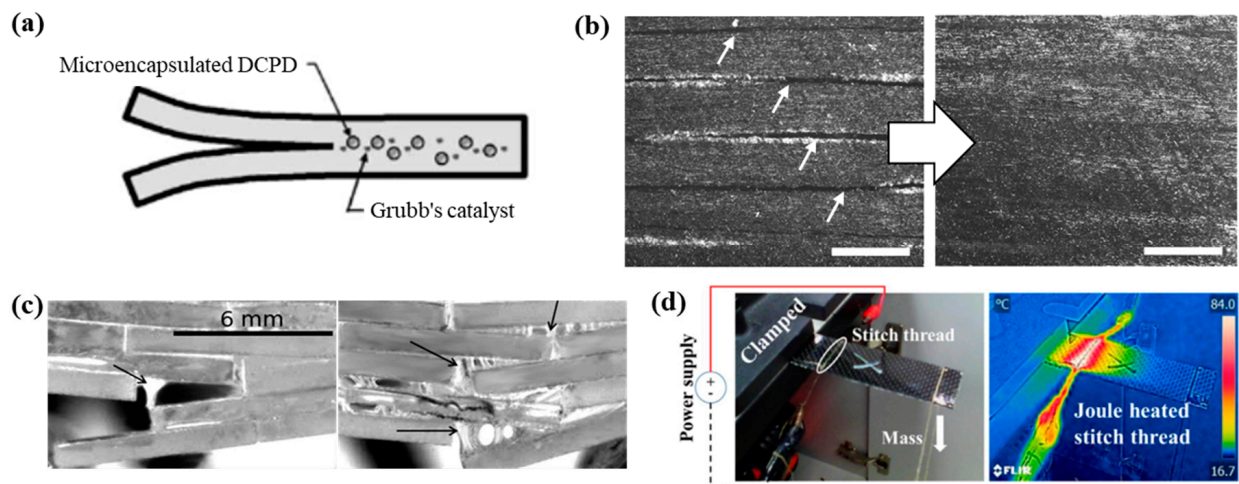 (a)
Microencapsulated DCPD
Grubb's catalyst
(b)
(c)
6 mm
(d)
Power supply
+
-
Clamped
Stitch thread
Mass
°C
84.0
Joule heated
stitch thread
FLIR
16.7